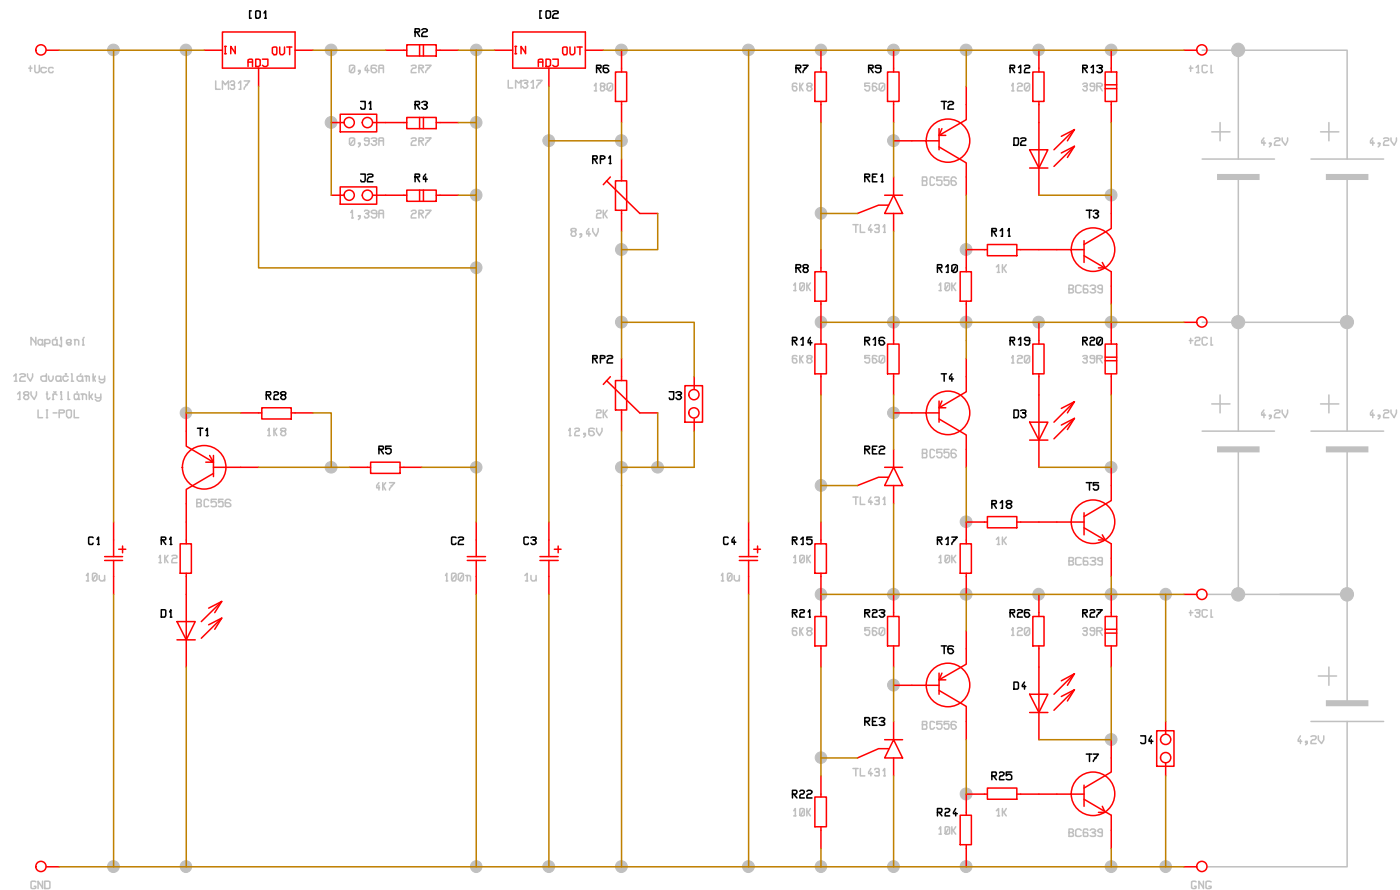 ID1
ID2
R2
IN
OUT
ADJ
IN
OUT
ADJ
+Ucc
0,46A
2R7
LM317
LM317
R6
180
R7
6K8
R9
560
R12
120
R13
39R
+1Cl
J1
R3
0,93A
2R7
T2
BC556
D2
4,2V
4,2V
RP1
2K
8,4V
J2
R4
1,39A
2R7
RE1
TL431
T3
BC639
R11
1K
R8
10K
R10
10K
+2Cl
Napájení
12V dvačlámky
18V třílámky
LI-POL
R14
6K8
R16
560
R19
120
R20
39R
RP2
2K
12,6V
J3
T4
BC556
D3
4,2V
4,2V
R28
1K8
T1
BC556
R5
4K7
RE2
TL431
T5
BC639
R18
1K
C1
10u
R1
1K2
C2
100n
C3
1u
C4
10u
R15
10K
R17
10K
D1
+3Cl
R21
6K8
R23
560
R26
120
R27
39R
T6
BC556
D4
RE3
TL431
J4
4,2V
T7
BC639
R25
1K
R22
10K
R24
10K
GND
GNG